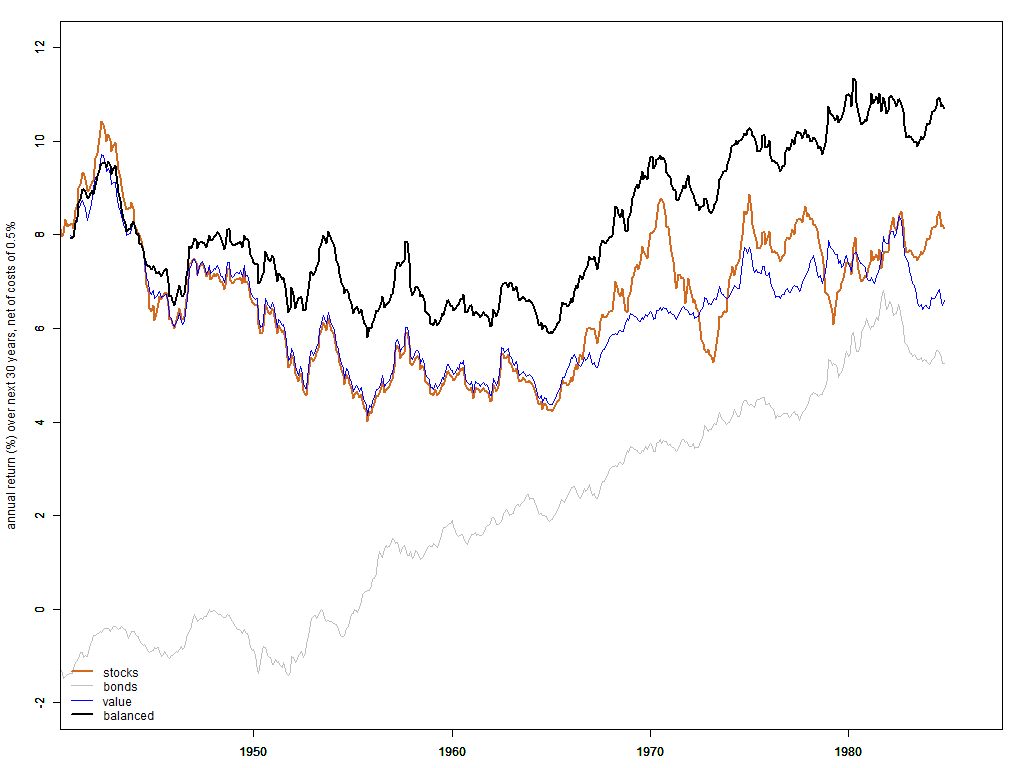 12
10
8
6
4
2
0
-2
annual return (%) over next 30 years, net of costs of 0.5%
stocks
bonds
value
balanced
1950
1960
1970
1980